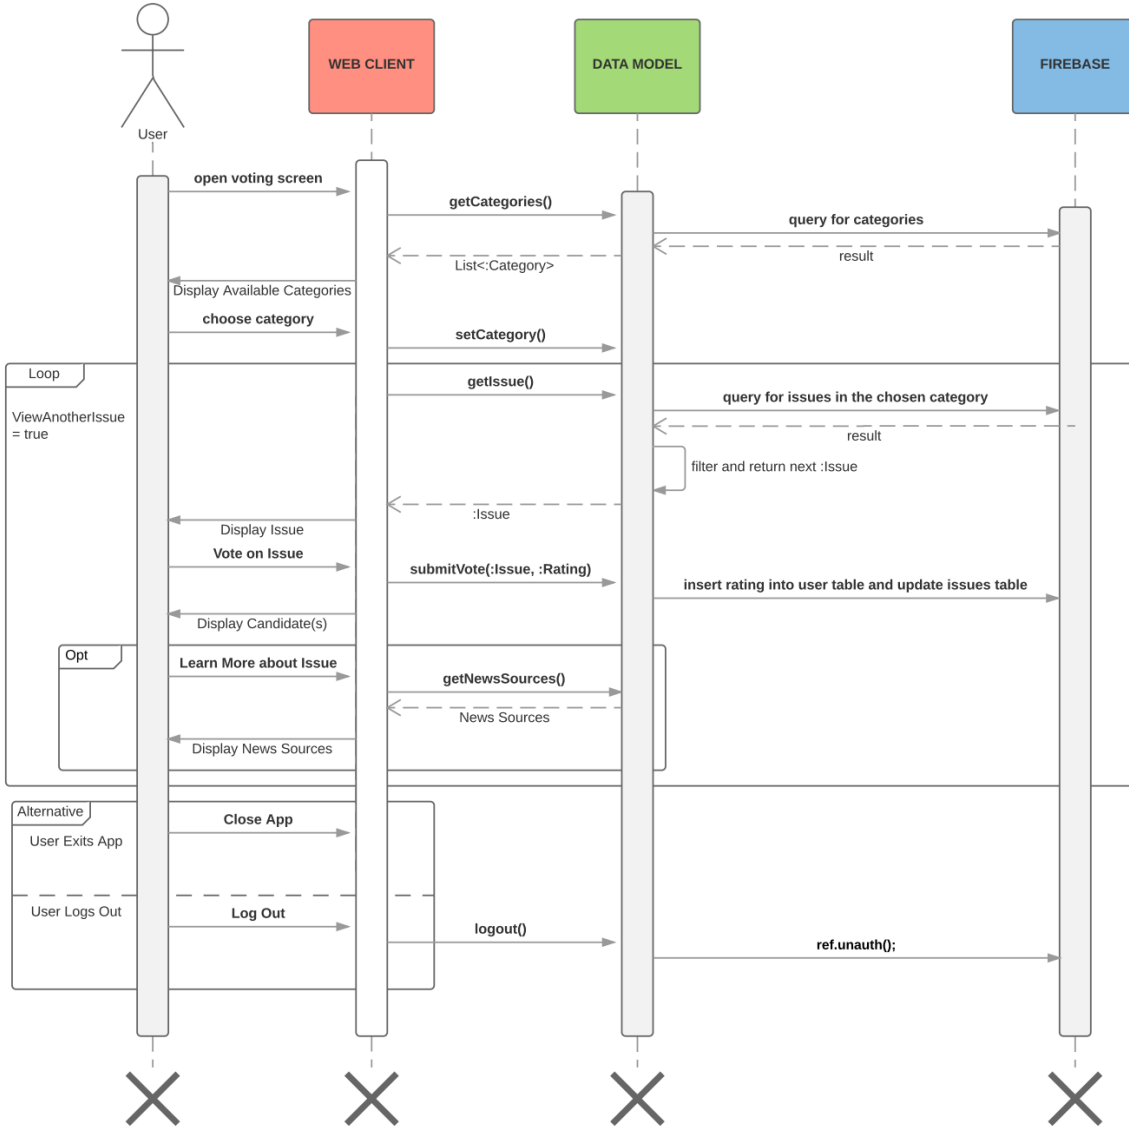 WEB CLIENT
DATA MODEL
FIREBASE
User
open voting screen
getCategories()
query for categories
result
List<:Category>
Display Available Categories
choose category
setCategory()
Loop
getIssue()
ViewAnotherIssue
= true
query for issues in the chosen category
result
filter and return next :Issue
:Issue
Display Issue
Vote on Issue
submitVote(:Issue, :Rating)
insert rating into user table and update issues table
Display Candidate(s)
Opt
Learn More about Issue
getNewsSources()
News Sources
Display News Sources
Alternative
Close App
User Exits App
User Logs Out
Log Out
logout()
ref.unauth();